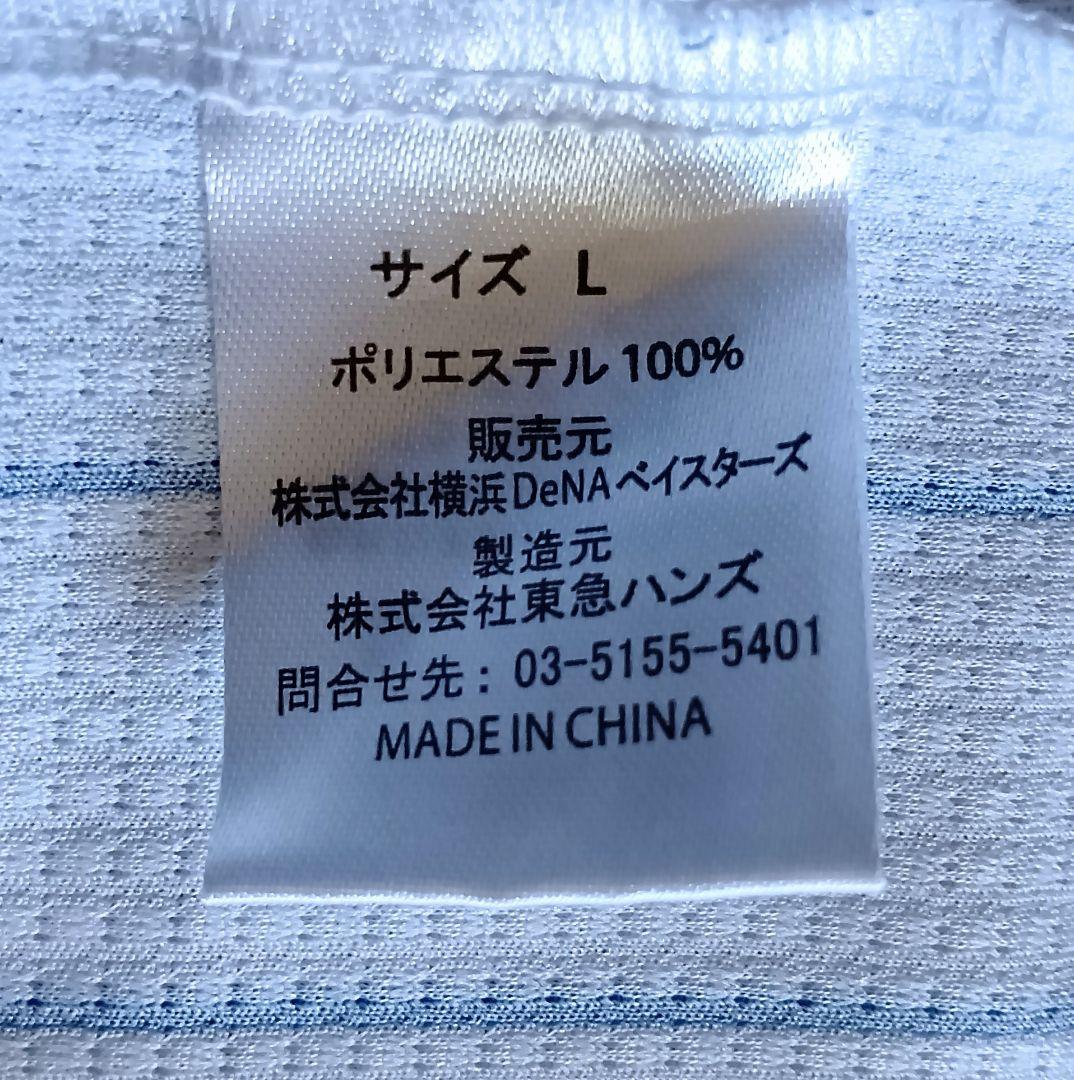 サイズ L
ポリエステル 100%
販売元
株式会社横浜DeNAベイスターズ
製造元
株式会社東急ハンズ
問合せ先：03-5155-5401
MADE IN CHINA